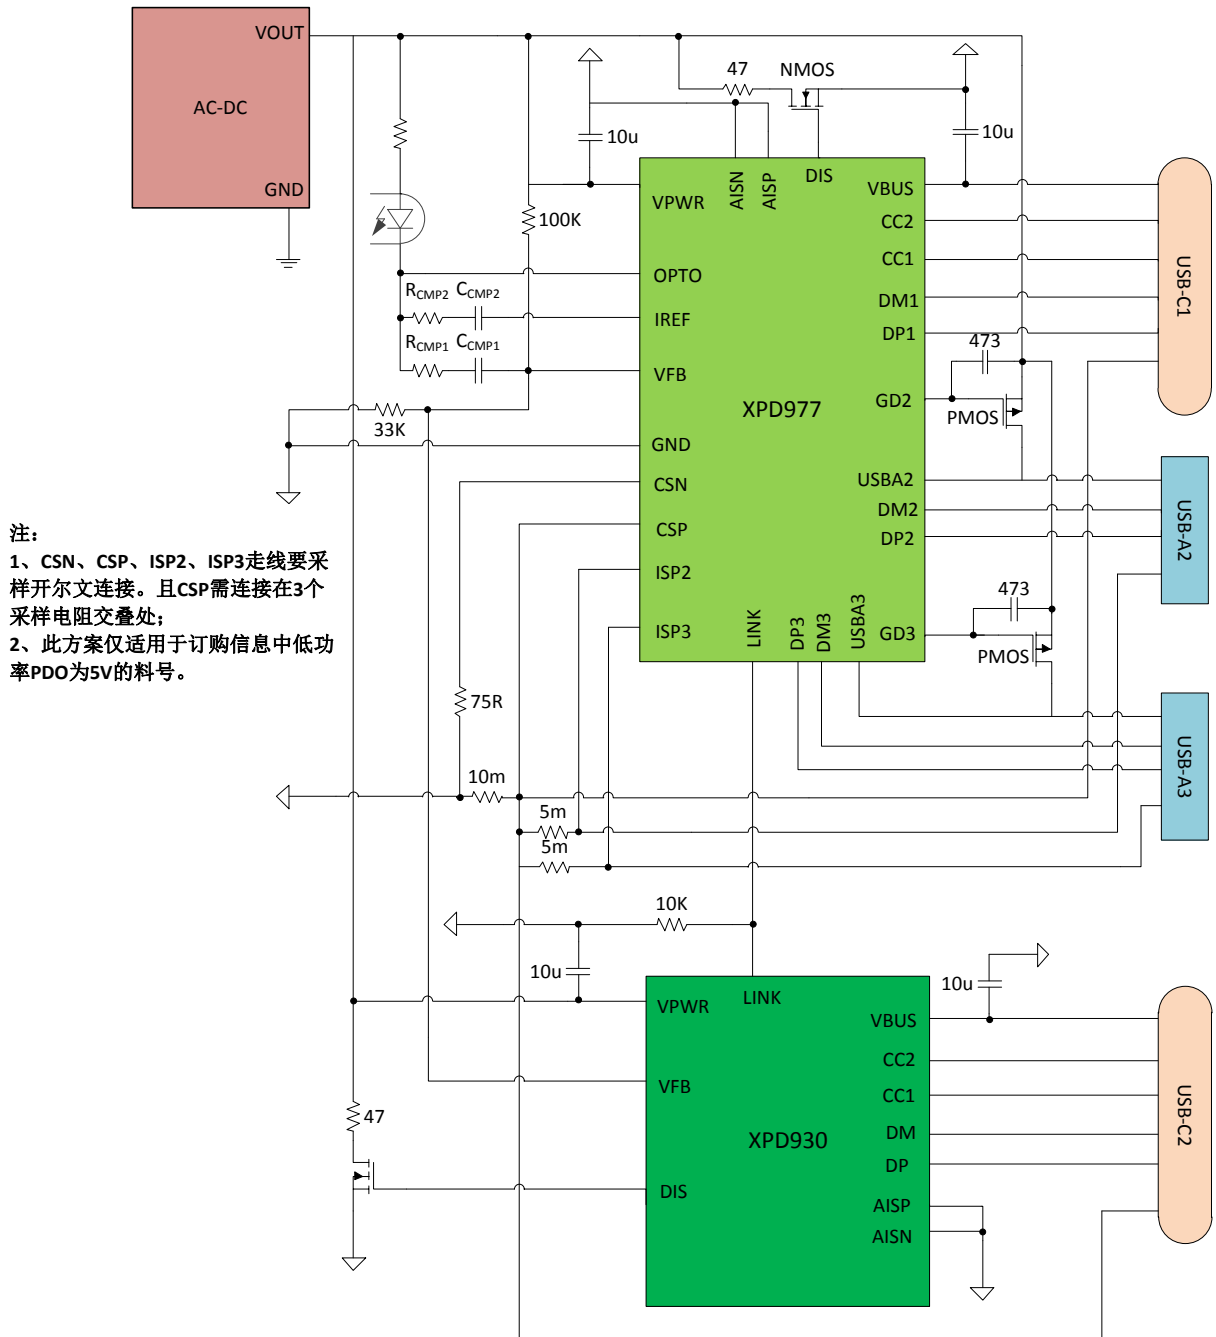 VOUT
AC-DC
GND
47
NMOS
10u
10u
AISN
AISP
DIS
VPWR
VBUS
100K
CC2
CC1
OPTO
RCMP2
CCMP2
IREF
DM1
RCMP1
CCMP1
DP1
USB-C1
473
VFB
XPD977
GD2
PMOS
33K
GND
CSN
USBA2
CSP
DM2
DP2
USB-A2
ISP2
ISP3
LINK
DP3
DM3
USBA3
GD3
473
PMOS
注:
1、CSN、CSP、ISP2、ISP3走线要采
样开尔文连接。且CSP需连接在3个
采样电阻交叠处;
2、此方案仅适用于订购信息中低功
率PDO为5V的料号。
75R
USB-A3
10m
5m
5m
10K
10u
10u
VPWR
LINK
VBUS
CC2
VFB
CC1
47
XPD930
DM
DP
USB-C2
DIS
AISP
AISN